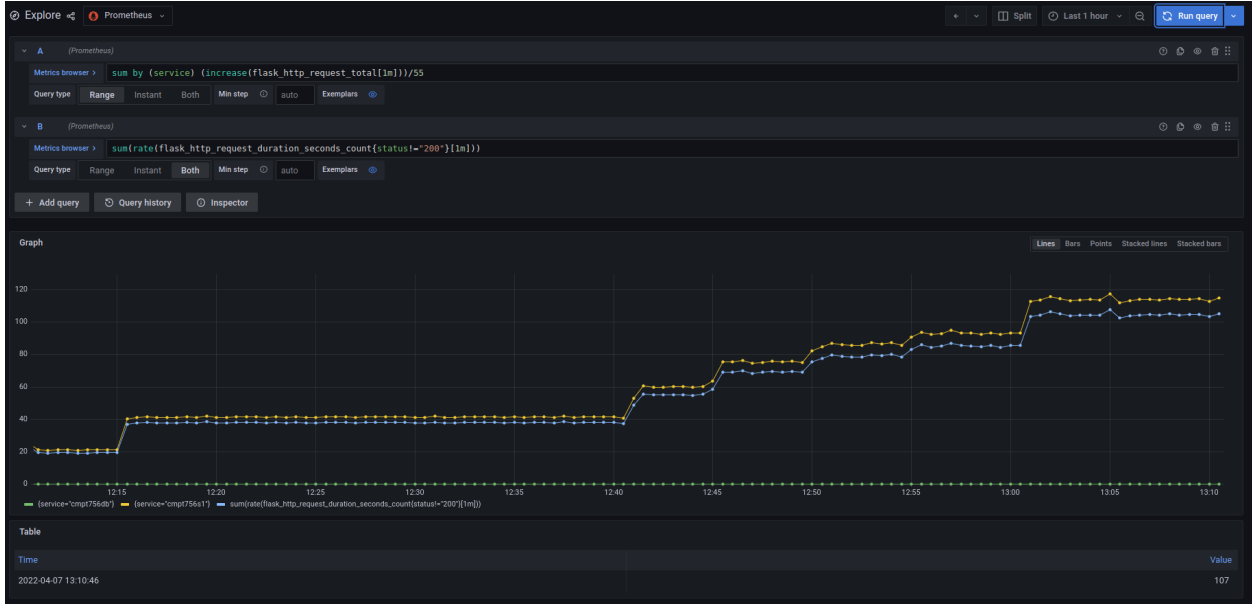 Explore Prometheus Split Last 1 hour Run query
A (Prometheus)
Metrics browser > sum by (service) (increase(flask_http_request_total[1m]))/55
Query type Range Instant Both Min step auto Exemplars
B (Prometheus)
Metrics browser > sum(rate(flask_http_request_duration_seconds_count{status!="200"}[1m]))
Query type Range Instant Both Min step auto Exemplars
+ Add query Query history Inspector
Graph Lines Bars Points Stacked lines Stacked bars
120
100
80
60
40
20
0
12:15 12:20 12:25 12:30 12:35 12:40 12:45 12:50 12:55 13:00 13:05 13:10
{service="cmpt756db"} {service="cmpt756s1"} sum(rate(flask_http_request_duration_seconds_count{status!="200"}[1m]))
Table
Time Value
2022-04-07 13:10:46 107